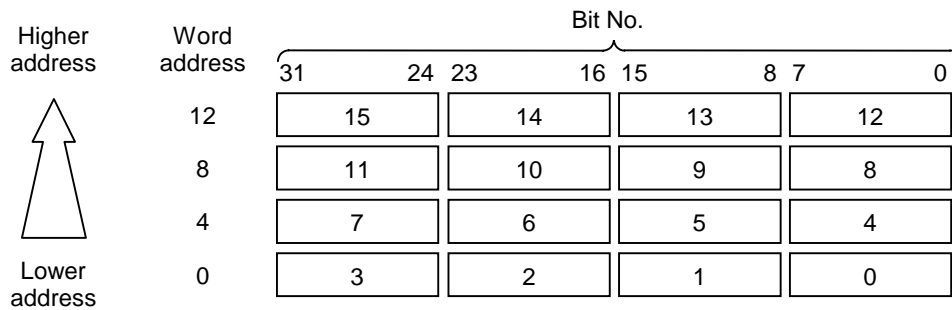 Bit No.
Higher address
Word address
31 24 23 16 15 8 7 0
12 15 14 13 12
8 11 10 9 8
4 7 6 5 4
Lower address
0 3 2 1 0